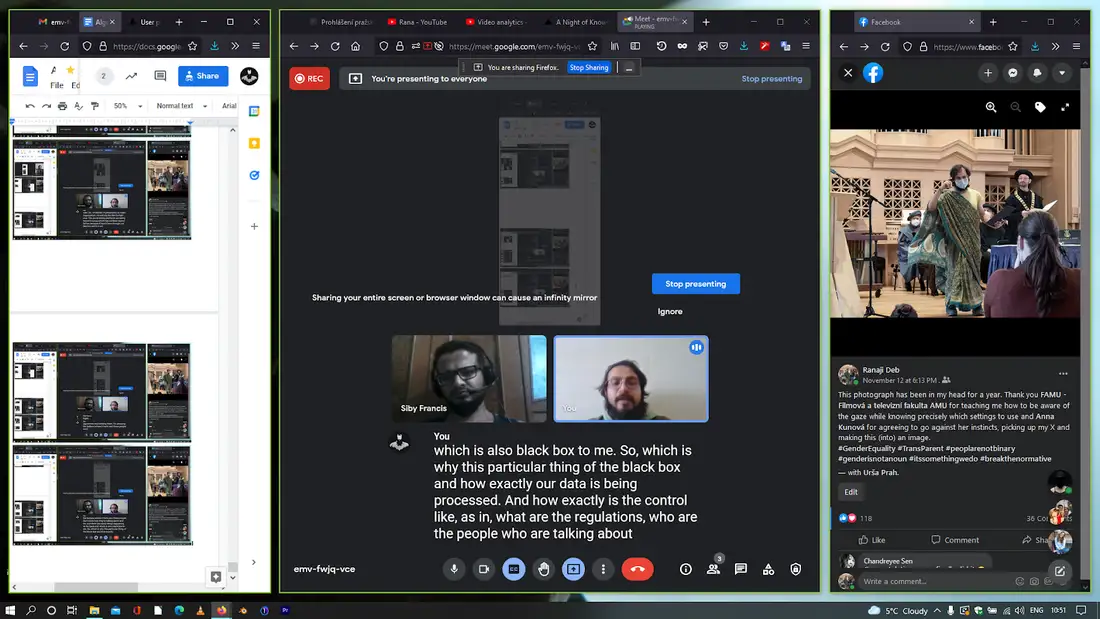 emv-f
Alg
User p
https://docs.google.
A
File
Ed
2
Share
50%
Normal text
Arial
Prohlášení praz
Rana - YouTube
Video analytics -
A Night of Know
Meet - emv-f
PLAYING
https://meet.google.com/emv-fwjq-vc
You are sharing Firefox.
Stop Sharing
REC
You're presenting to everyone
Stop presenting
Sharing your entire screen or browser window can cause an infinity mirror
Stop presenting
Ignore
Siby Francis
You
You
which is also black box to me. So, which is
why this particular thing of the black box
and how exactly our data is being
processed. And how exactly is the control
like, as in, what are the regulations, who are
the people who are talking about
emv-fwjq-vce
3
Facebook
https://www.faceboo
Ranaji Deb
November 12 at 6:13 PM
This photograph has been in my head for a year. Thank you FAMU -
Filmová a televizní fakulta AMU for teaching me how to be aware of
the gaze while knowing precisely which settings to use and Anna
Kunová for agreeing to go against her instincts, picking up my X and
making this (into) an image.
#GenderEquality #TransParent #peoplarenotbinary
#genderisnotanoun #itssomethingwedo #breakthenormative
— with Urša Prah.
Edit
118
36 Co
Like
Comment
Sha
Chandreyee Sen
Write a comment...
5°C Cloudy
ENG
10:51